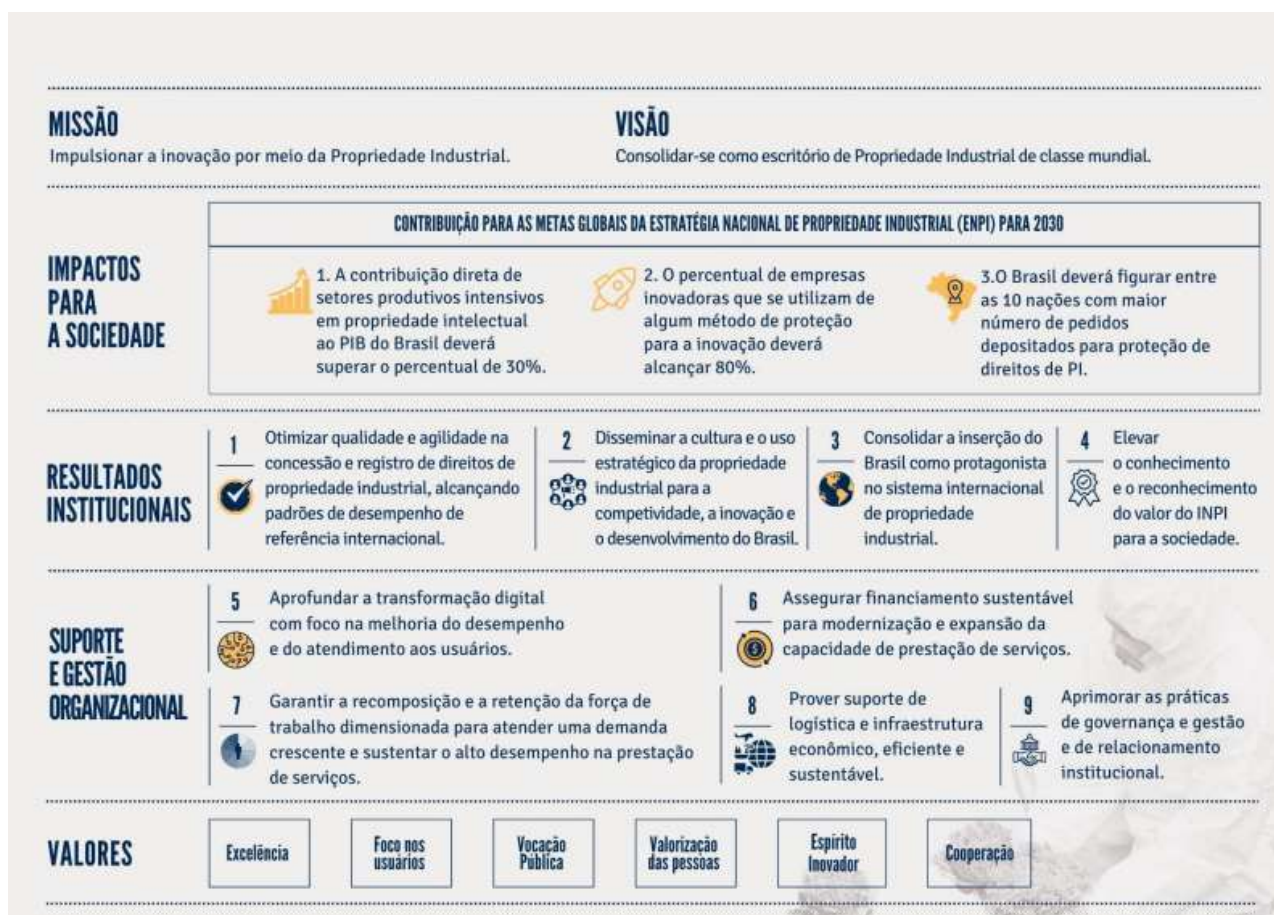 MISSÃO
Impulsionar a inovação por meio da Propriedade Industrial.
VISÃO
Consolidar-se como escritório de Propriedade Industrial de classe mundial.
IMPACTOS
PARA
A SOCIEDADE
CONTRIBUIÇÃO PARA AS METAS GLOBAIS DA ESTRATÉGIA NACIONAL DE PROPRIEDADE INDUSTRIAL (ENPI) PARA 2030
1. A contribuição direta de
setores produtivos intensivos
em propriedade intelectual
ao PIB do Brasil deverá
superar o percentual de 30%.
2. O percentual de empresas
inovadoras que se utilizam de
algum método de proteção
para a inovação deverá
alcançar 80%.
3.O Brasil deverá figurar entre
as 10 nações com maior
número de pedidos
depositados para proteção de
direitos de PI.
RESULTADOS
INSTITUCIONAIS
1
Otimizar qualidade e agilidade na
concessão e registro de direitos de
propriedade industrial, alcançando
padrões de desempenho de
referência internacional.
2
Disseminar a cultura e o uso
estratégico da propriedade
industrial para a
competividade, a inovação e
o desenvolvimento do Brasil.
3
Consolidar a inserção do
Brasil como protagonista
no sistema internacional
de propriedade
industrial.
4
Elevar
o conhecimento
e o reconhecimento
do valor do INPI
para a sociedade.
SUPORTE
E GESTÃO
ORGANIZACIONAL
5
Aprofundar a transformação digital
com foco na melhoria do desempenho
e do atendimento aos usuários.
6
Assegurar financiamento sustentável
para modernização e expansão da
capacidade de prestação de serviços.
7
Garantir a recomposição e a retenção da força de
trabalho dimensionada para atender uma demanda
crescente e sustentar o alto desempenho na prestação
de serviços.
8
Prover suporte de
logística e infraestrutura
econômico, eficiente e
sustentável.
9
Aprimorar as práticas
de governança e gestão
e de relacionamento
institucional.
VALORES
Excelência
Foco nos
usuários
Vocação
Pública
Valorização
das pessoas
Espírito
Inovador
Cooperação